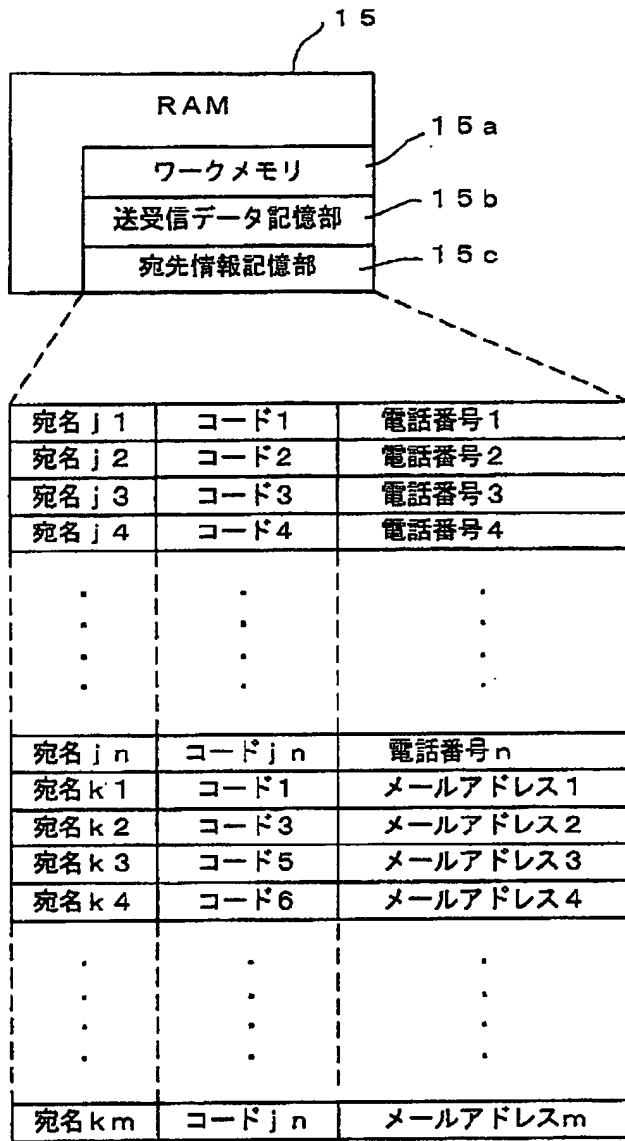 15
RAM
15a
ワークメモリ
15b
送受信データ記憶部
15c
宛先情報記憶部
宛名j1 コード1 電話番号1
宛名j2 コード2 電話番号2
宛名j3 コード3 電話番号3
宛名j4 コード4 電話番号4
宛名jn コードjn 電話番号n
宛名k1 コード1 メールアドレス1
宛名k2 コード3 メールアドレス2
宛名k3 コード5 メールアドレス3
宛名k4 コード6 メールアドレス4
宛名km コードjn メールアドレスm